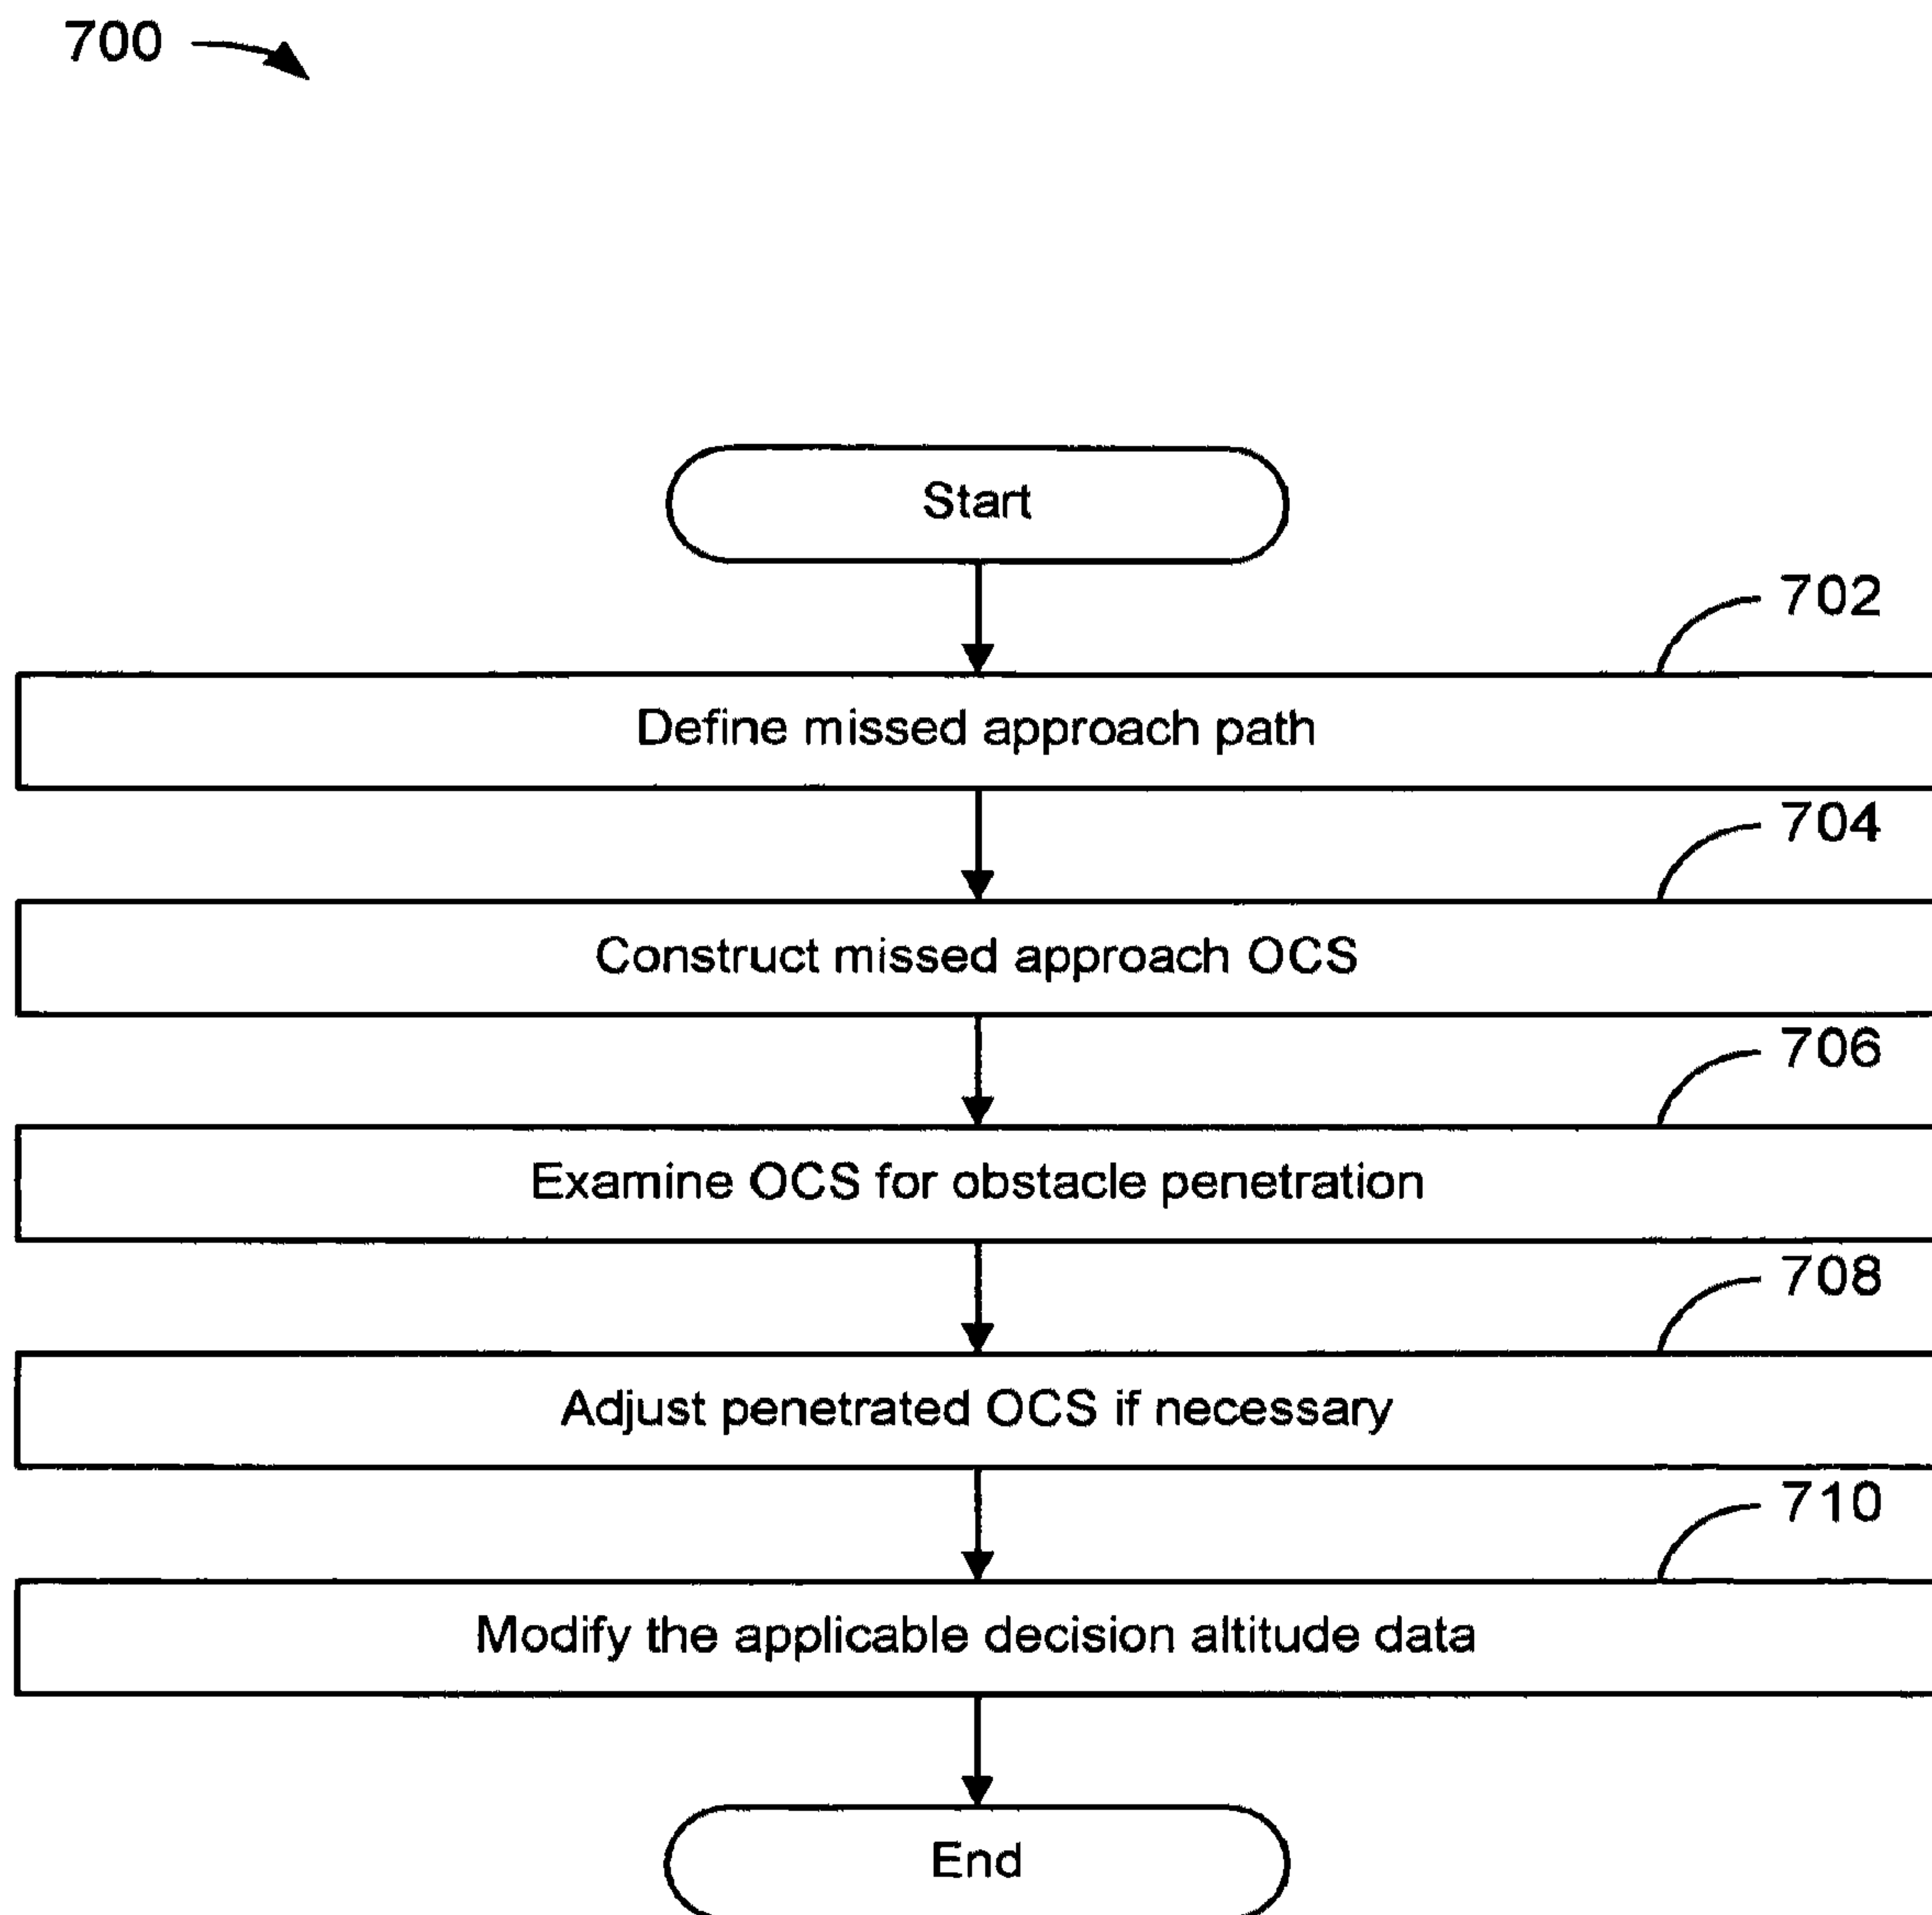 700
Start
702
Define missed approach path
704
Construct missed approach OCS
706
Examine OCS for obstacle penetration
708
Adjust penetrated OCS if necessary
710
Modify the applicable decision altitude data
End